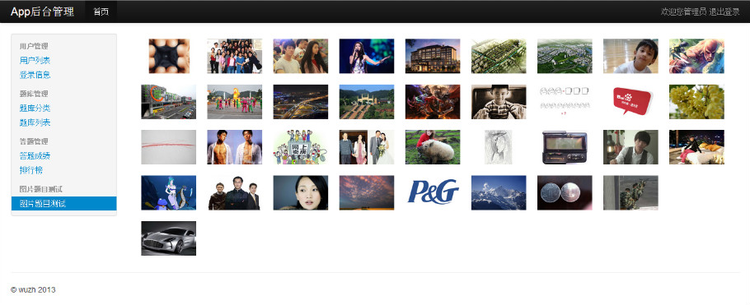 App后台管理
首页
欢迎您管理员 退出登录
用户管理
用户列表
登录信息
题库管理
题库分类
题库列表
答题管理
答题成绩
排行榜
图片题目测试
图片题目测试
P&G
© wuzh 2013